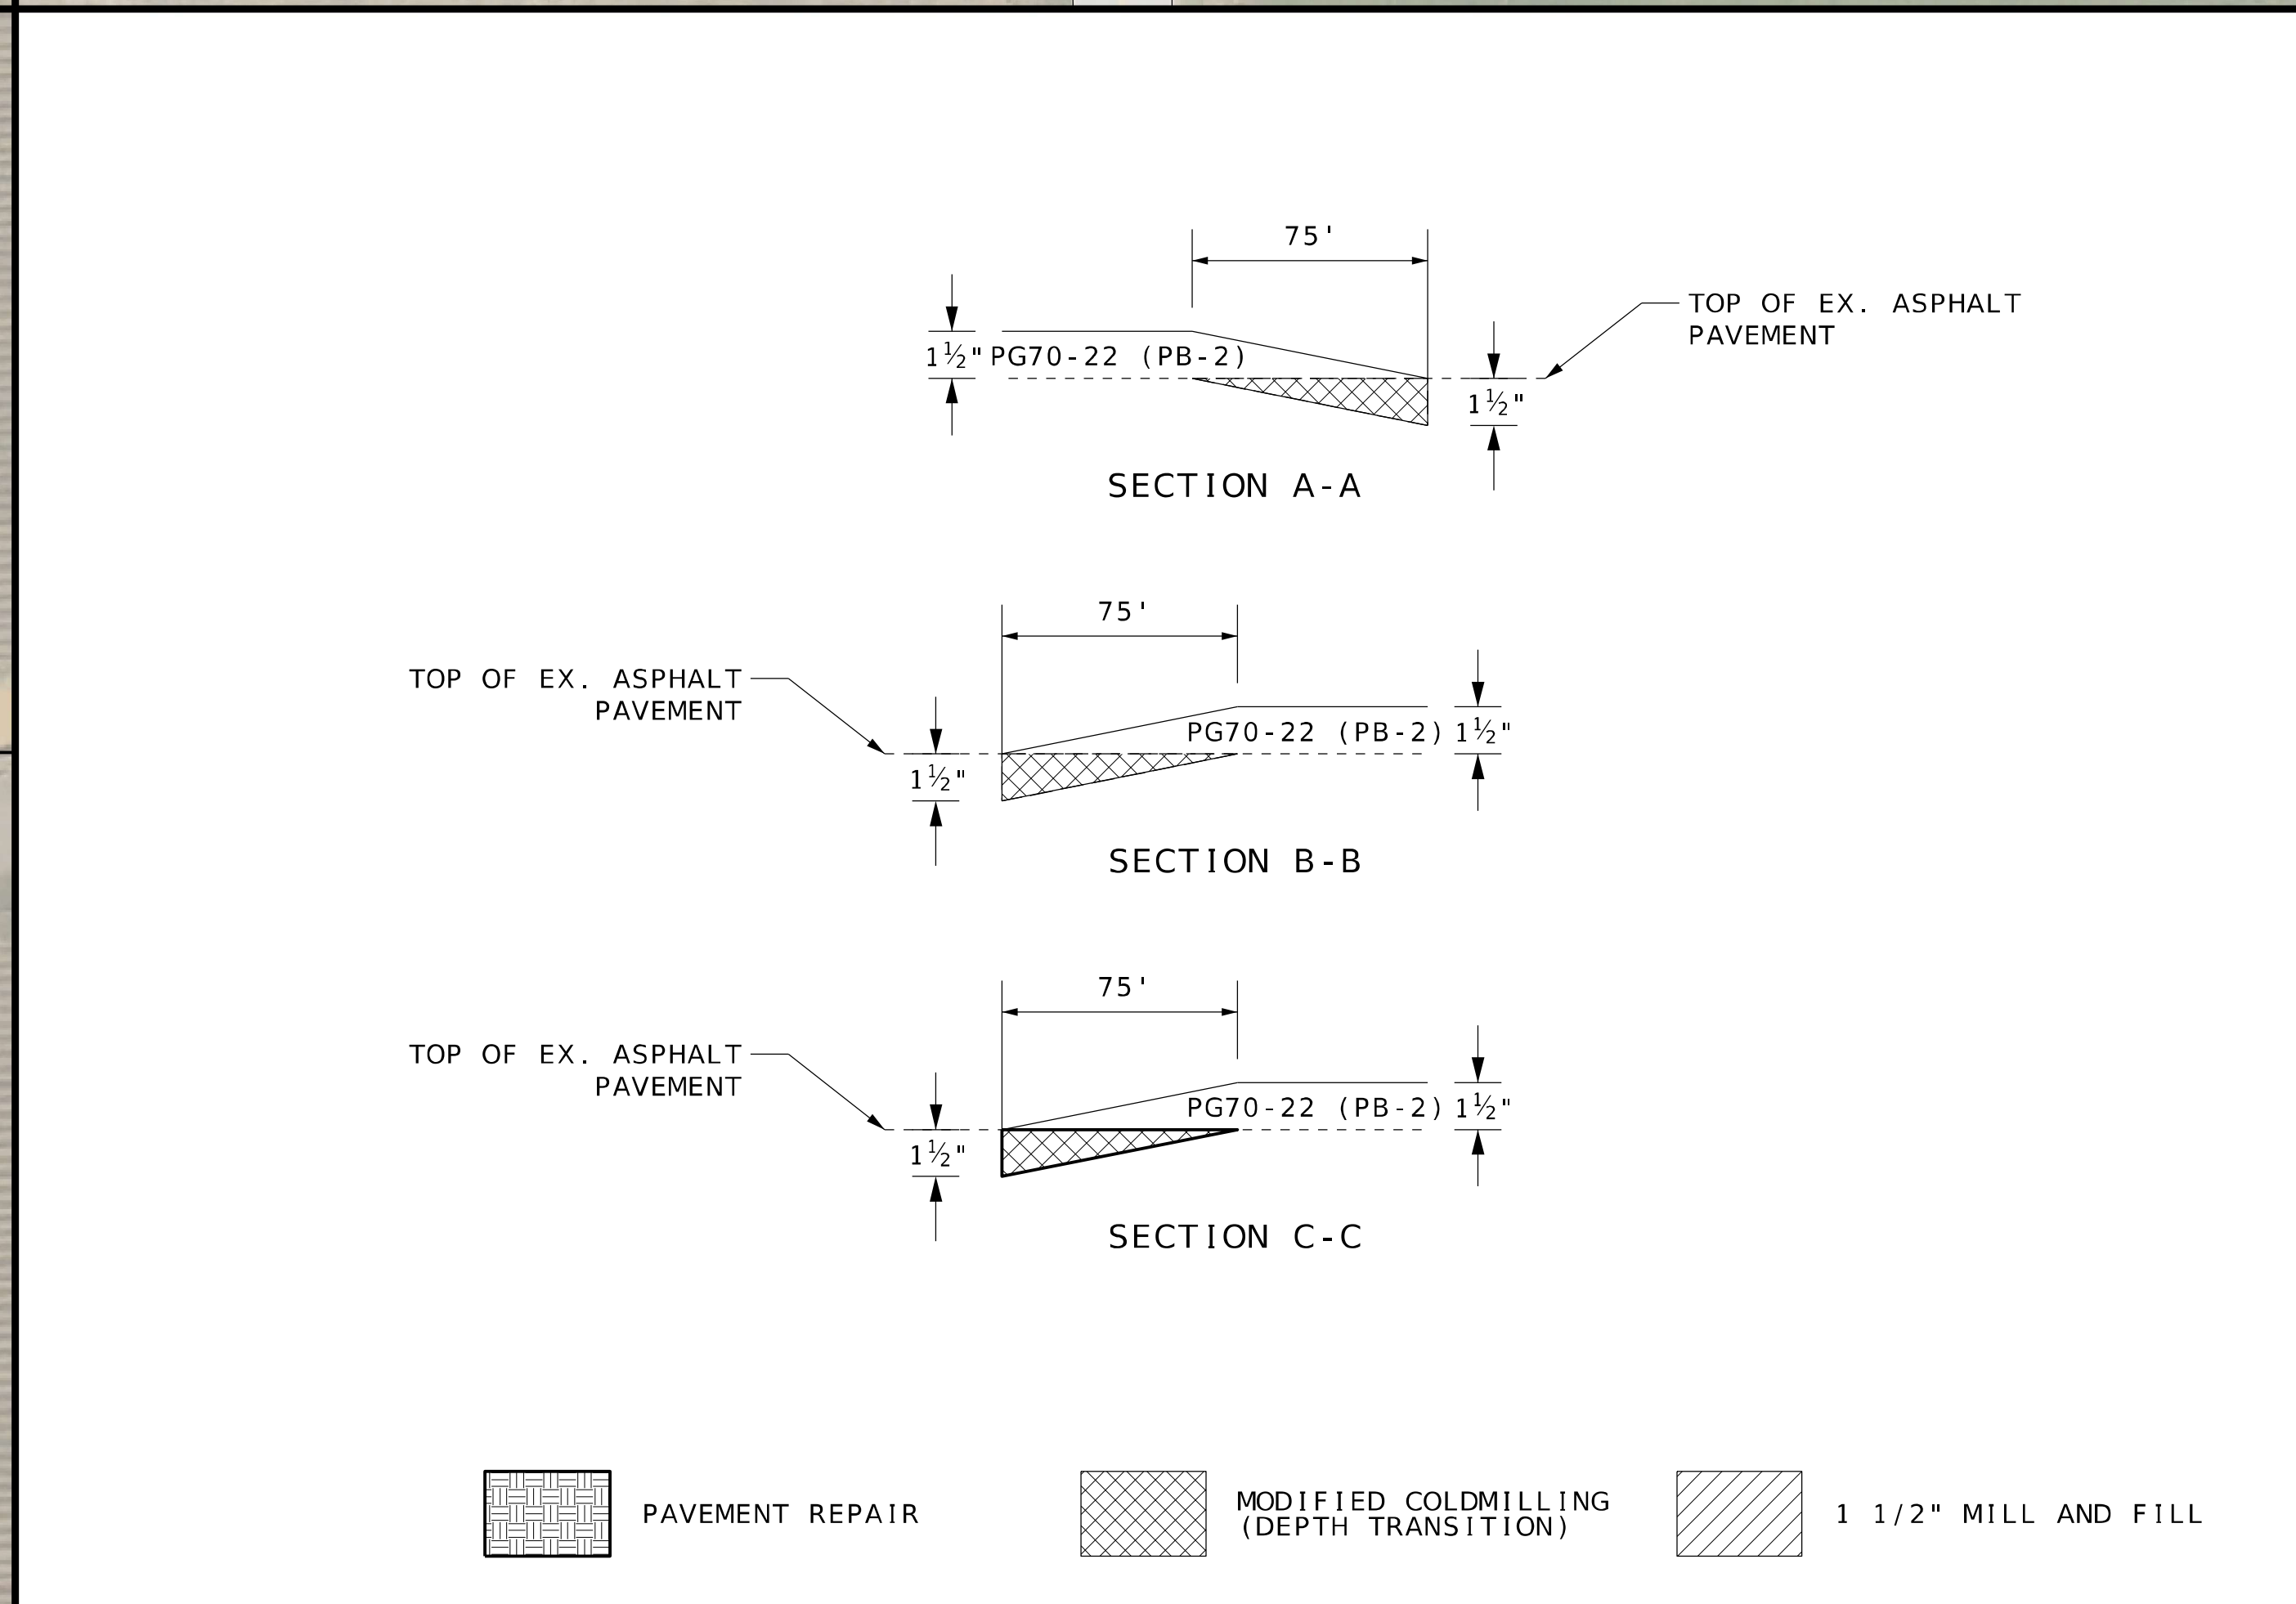 75'
TOP OF EX. ASPHALT
PAVEMENT
1½" PG70-22 (PB-2)
1½"
SECTION A-A
75'
TOP OF EX. ASPHALT
PAVEMENT
PG70-22 (PB-2) 1½"
1½"
SECTION B-B
75'
TOP OF EX. ASPHALT
PAVEMENT
PG70-22 (PB-2) 1½"
1½"
SECTION C-C
PAVEMENT REPAIR
MODIFIED COLDMILLING
(DEPTH TRANSITION)
1 1/2" MILL AND FILL